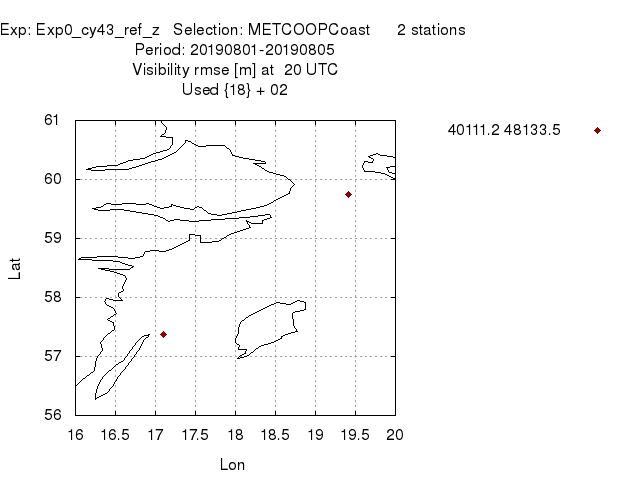 Exp: Exp0_cy43_ref_z   Selection: METCOOPCoast      2 stations
Period: 20190801-20190805
Visibility rmse [m] at  20 UTC
Used {18} + 02
40111.2 48133.5
61
60
59
58
57
56
Lat
16 16.5 17 17.5 18 18.5 19 19.5 20
Lon